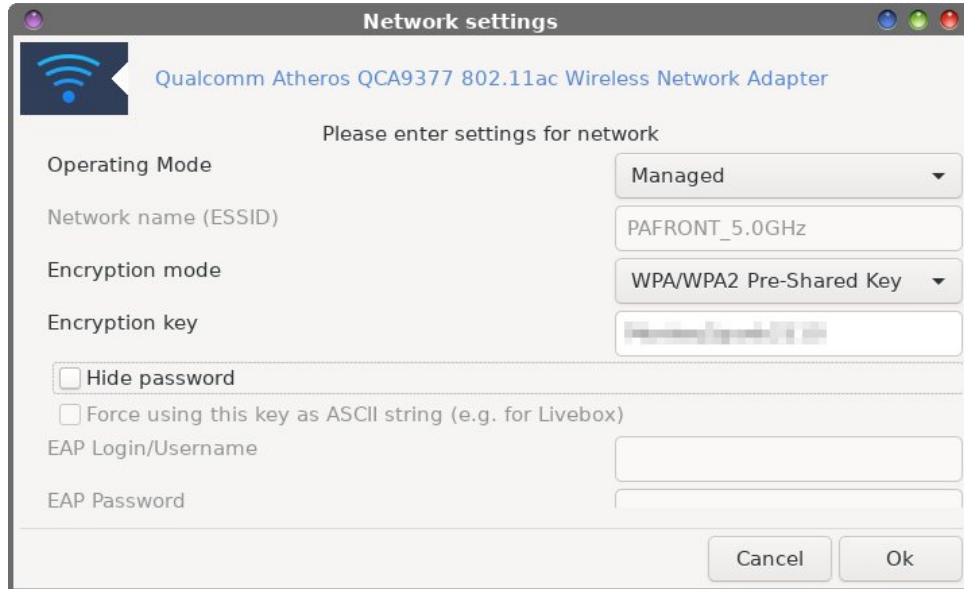 Network settings
Qualcomm Atheros QCA9377 802.11ac Wireless Network Adapter
Please enter settings for network
Operating Mode
Managed
Network name (ESSID)
PAFRONT_5.0GHz
Encryption mode
WPA/WPA2 Pre-Shared Key
Encryption key
Hide password
Force using this key as ASCII string (e.g. for Livebox)
EAP Login/Username
EAP Password
Cancel
Ok